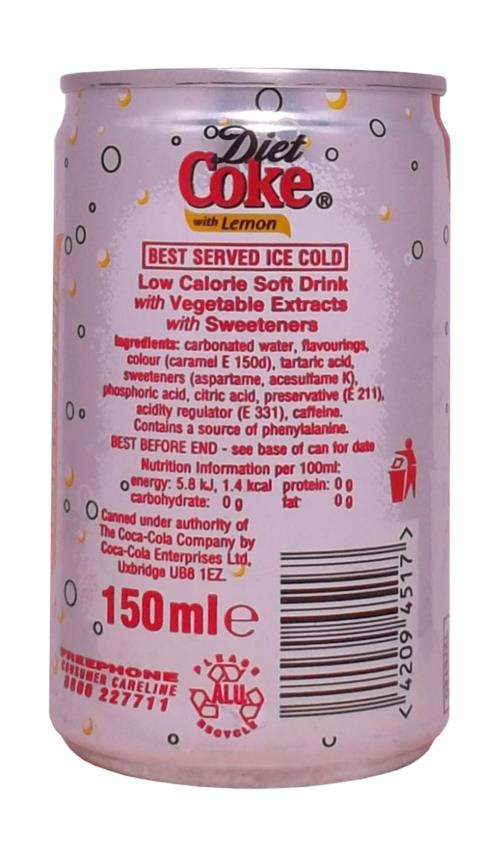 Diet
Coke®
with Lemon
BEST SERVED ICE COLD
Low Calorie Soft Drink
with Vegetable Extracts
with Sweeteners
Ingredients: carbonated water, flavourings,
colour (caramel E 150d), tartaric acid,
sweeteners (aspartame, acesulfame K),
phosphoric acid, citric acid, preservative (E 211),
acidity regulator (E 331), caffeine.
Contains a source of phenylalanine.
BEST BEFORE END - see base of can for date
Nutrition Information per 100ml:
energy: 5.8 kJ, 1.4 kcal protein: 0 g
carbohydrate: 0 g fat: 0 g
Canned under authority of
The Coca-Cola Company by
Coca-Cola Enterprises Ltd,
Uxbridge UB8 1EZ.
150 ml e
FREEPHONE
CONSUMER CARELINE
0800 227711
PLEASE
ALU
RECYCLE
<4209 4517>